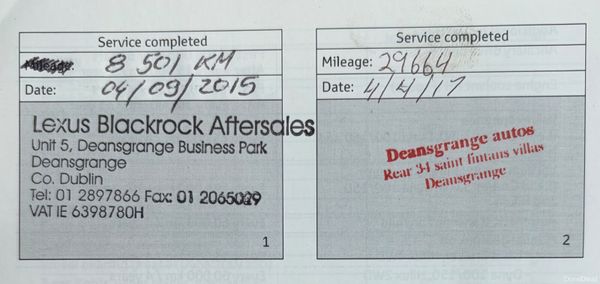 Service completed
Mileage: 8 501 KM
Date: 04/09/2015
Lexus Blackrock Aftersales
Unit 5, Deansgrange Business Park
Deansgrange
Co. Dublin
Tel: 01 2897866 Fax: 01 2065029
VAT IE 6398780H
1
Service completed
Mileage: 29664
Date: 4/4/17
Deansgrange autos
Rear 34 saint fintans villas
Deansgrange
2
DoneDeal